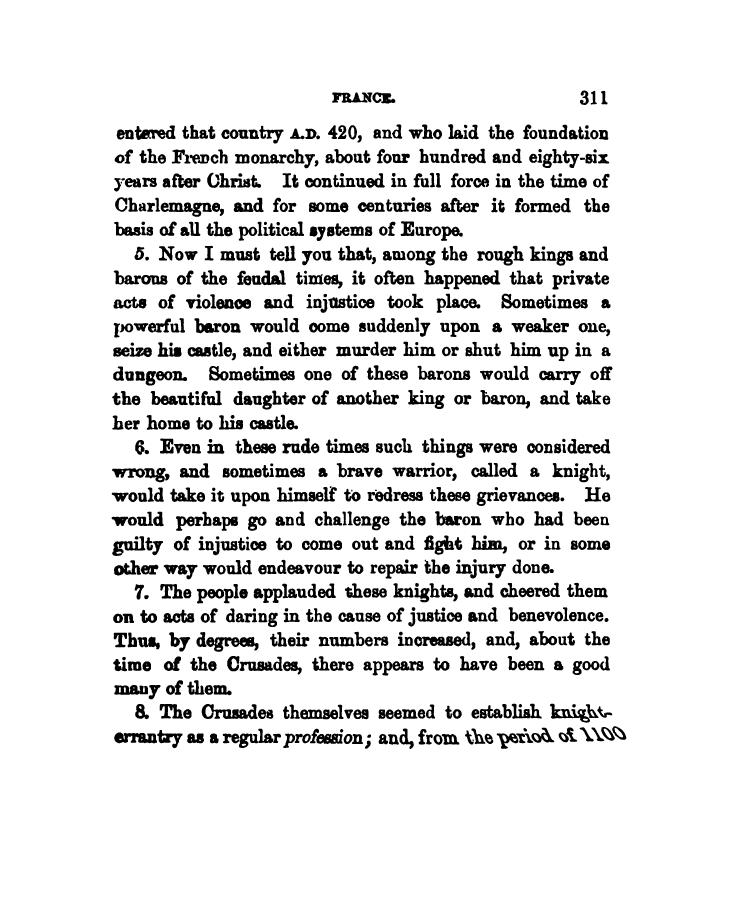 FRANCE. 311
entered that country A.D. 420, and who laid the foundation
of the French monarchy, about four hundred and eighty-six
years after Christ. It continued in full force in the time of
Charlemagne, and for some centuries after it formed the
basis of all the political systems of Europe.
5. Now I must tell you that, among the rough kings and
barons of the feudal times, it often happened that private
acts of violence and injustice took place. Sometimes a
powerful baron would come suddenly upon a weaker one,
seize his castle, and either murder him or shut him up in a
dungeon. Sometimes one of these barons would carry off
the beautiful daughter of another king or baron, and take
her home to his castle.
6. Even in these rude times such things were considered
wrong, and sometimes a brave warrior, called a knight,
would take it upon himself to redress these grievances. He
would perhaps go and challenge the baron who had been
guilty of injustice to come out and fight him, or in some
other way would endeavour to repair the injury done.
7. The people applauded these knights, and cheered them
on to acts of daring in the cause of justice and benevolence.
Thus, by degrees, their numbers increased, and, about the
time of the Crusades, there appears to have been a good
many of them.
8. The Crusades themselves seemed to establish knight-
errantry as a regular profession; and, from the period of 1100